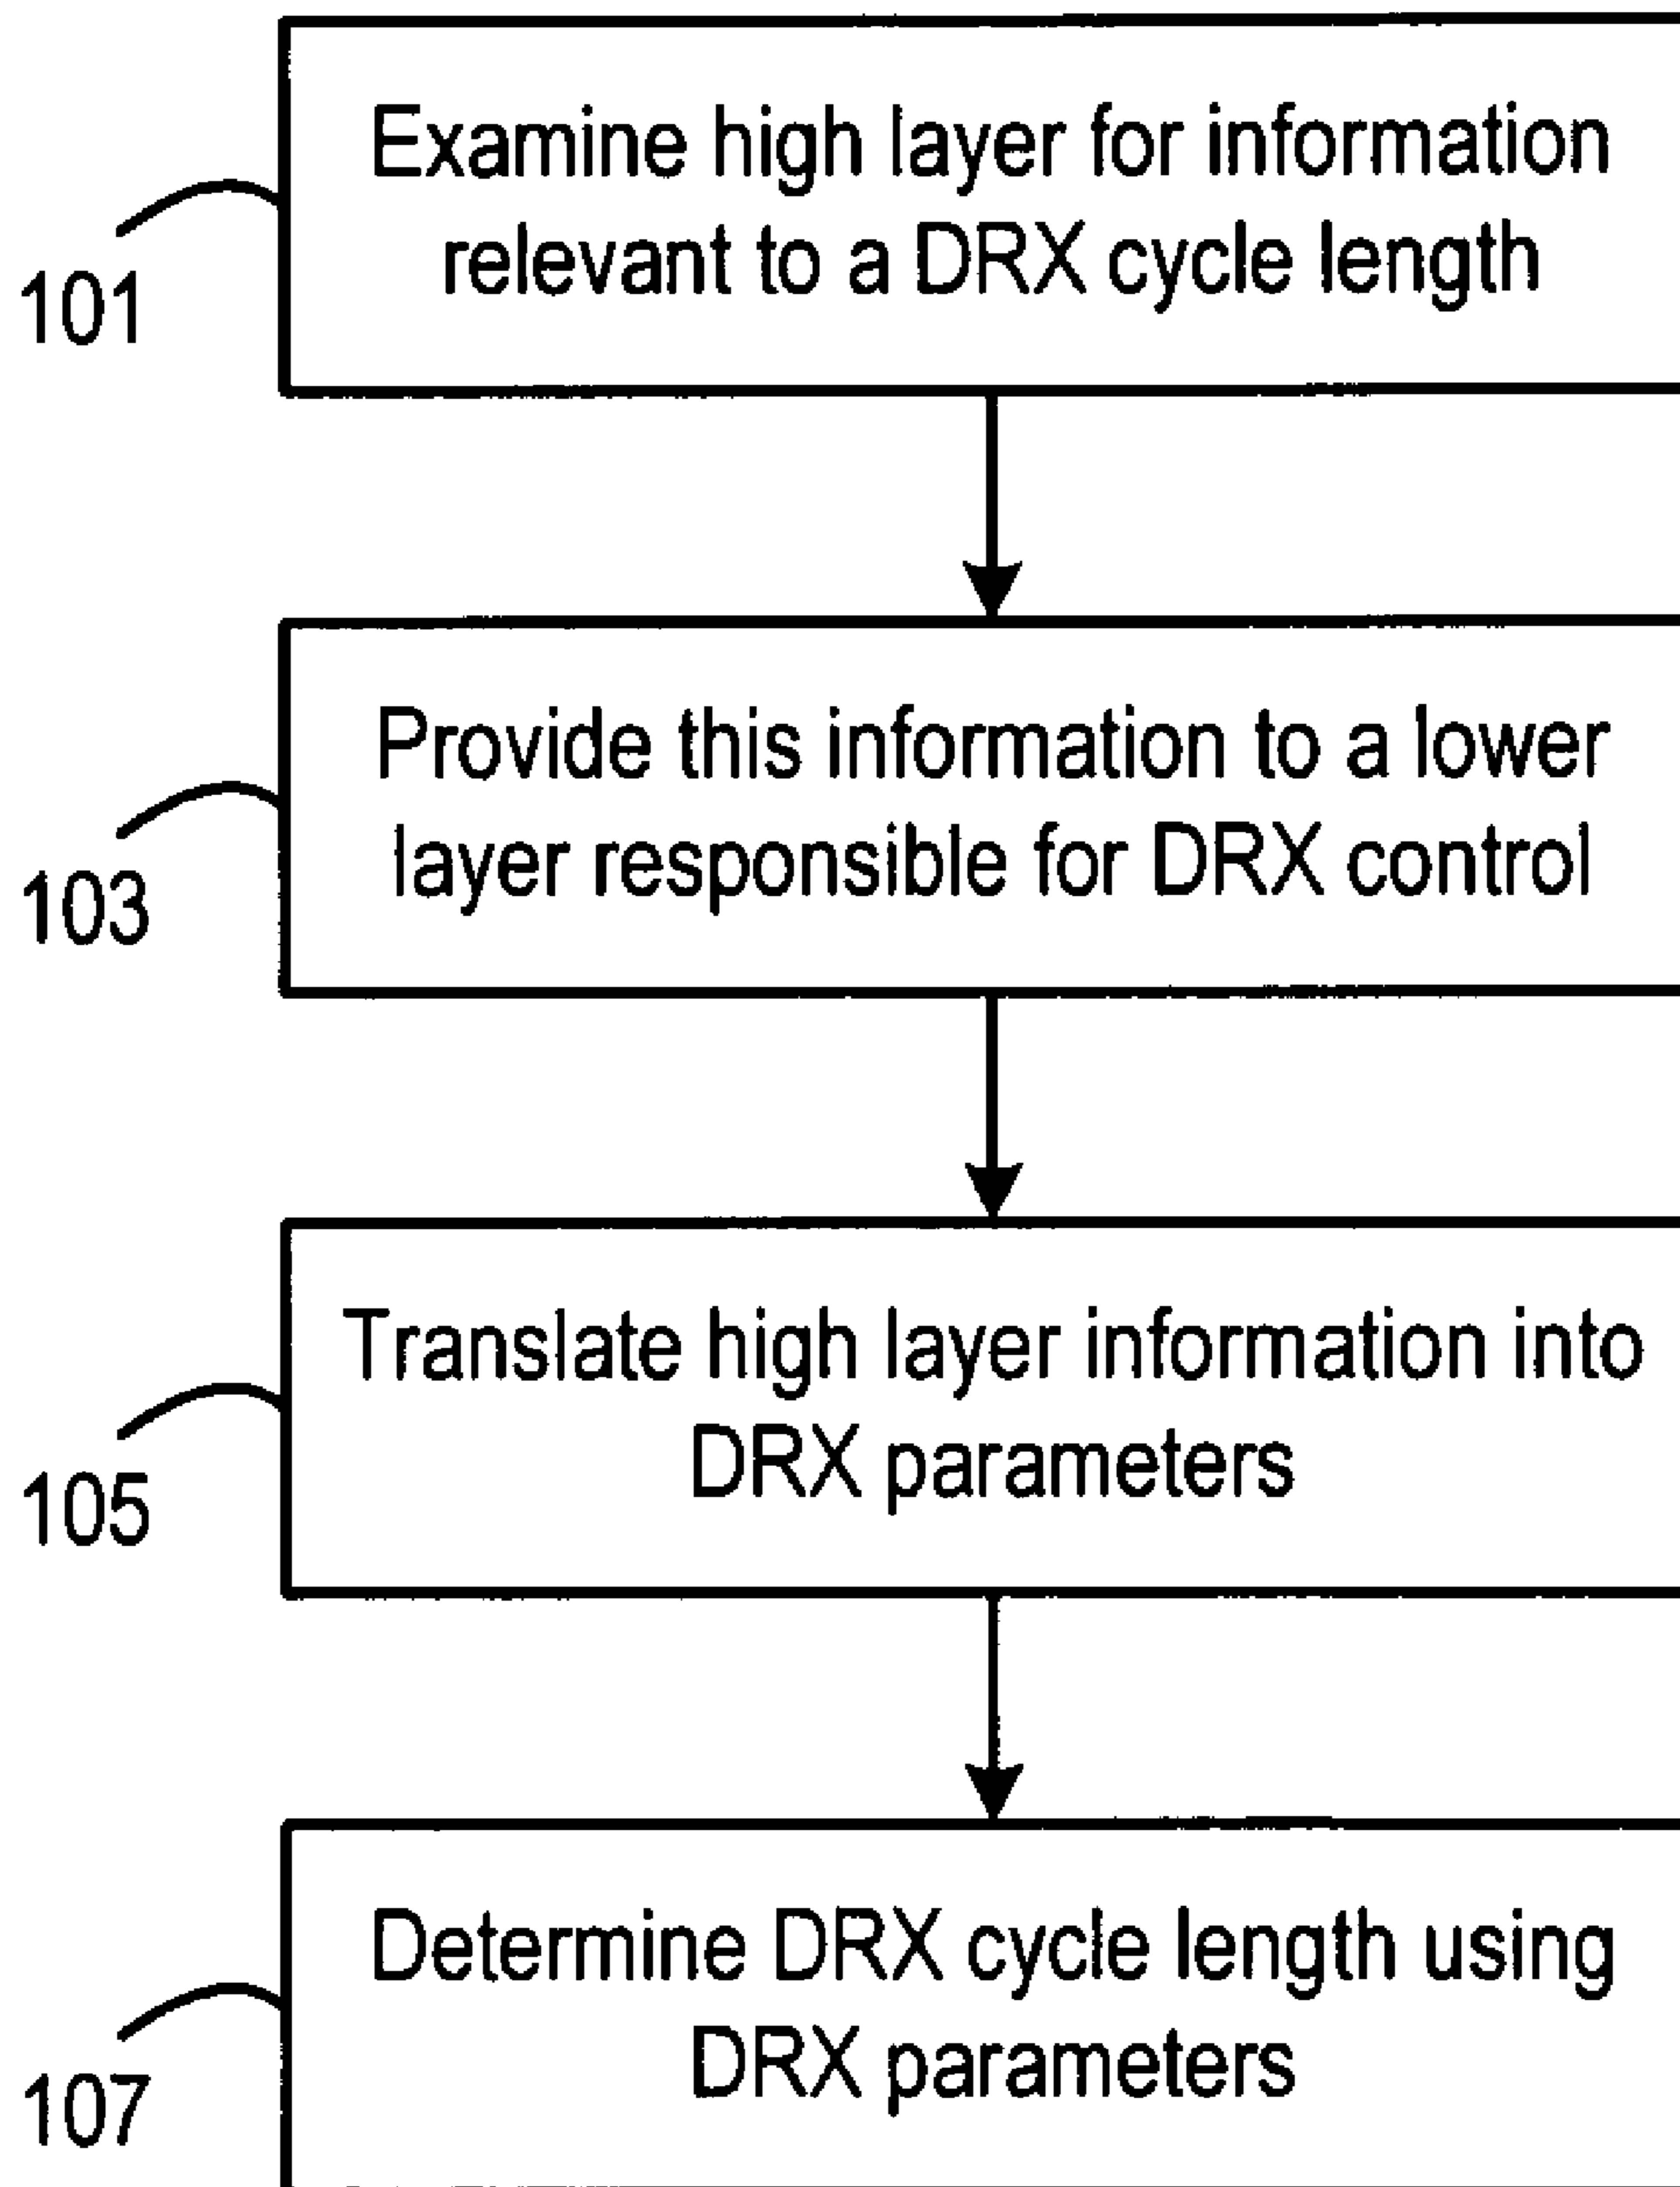 Examine high layer for information
relevant to a DRX cycle length
101
Provide this information to a lower
layer responsible for DRX control
103
Translate high layer information into
DRX parameters
105
Determine DRX cycle length using
DRX parameters
107